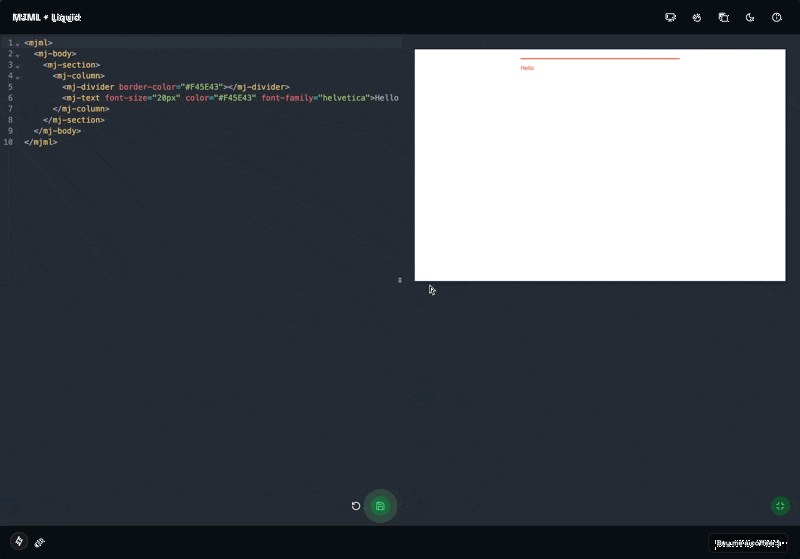 MJML + Liquid
1 <mjml>
2 <mj-body>
3 <mj-section>
4 <mj-column>
5 <mj-divider border-color="#F45E43"></mj-divider>
6 <mj-text font-size="20px" color="#F45E43" font-family="helvetica">Hello
7 </mj-column>
8 </mj-section>
9 </mj-body>
10 </mjml>
Hello